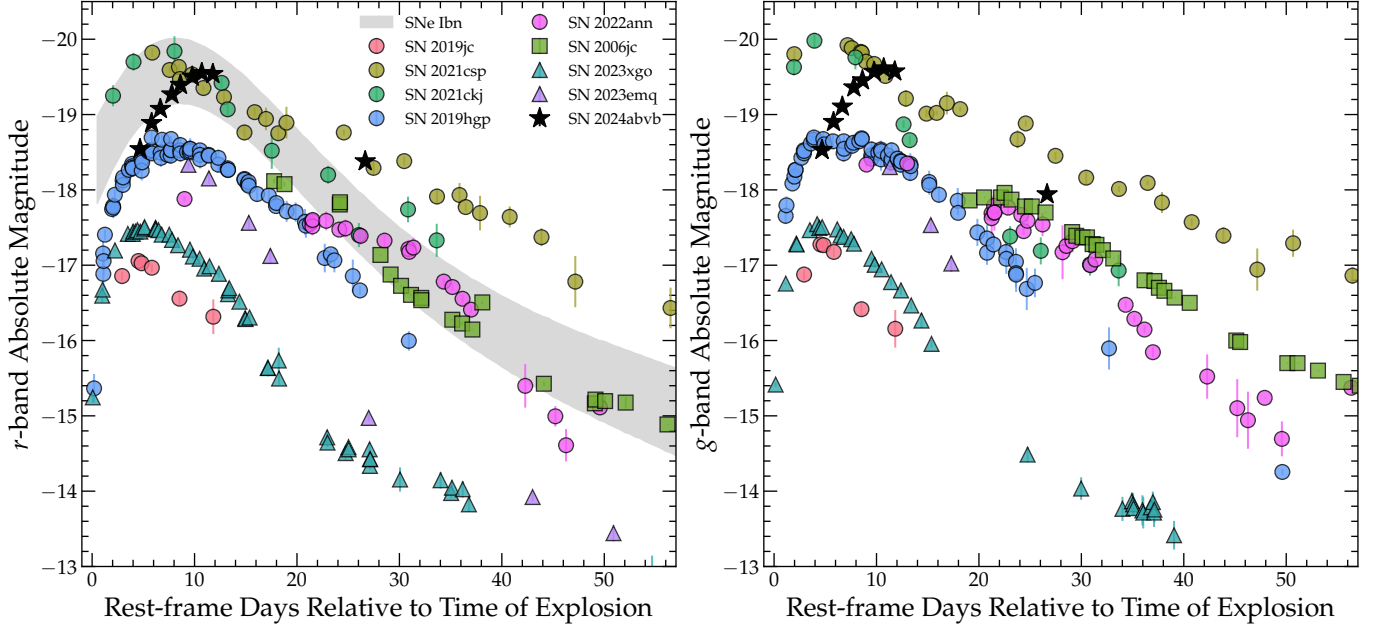 SNe Ibn
SN 2019jc
SN 2021csp
SN 2021ckj
SN 2019hgp
SN 2022ann
SN 2006jc
SN 2023xgo
SN 2023emq
SN 2024abvb
r-band Absolute Magnitude
−20
−19
−18
−17
−16
−15
−14
−13
0 10 20 30 40 50
Rest-frame Days Relative to Time of Explosion
g-band Absolute Magnitude
−20
−19
−18
−17
−16
−15
−14
−13
0 10 20 30 40 50
Rest-frame Days Relative to Time of Explosion